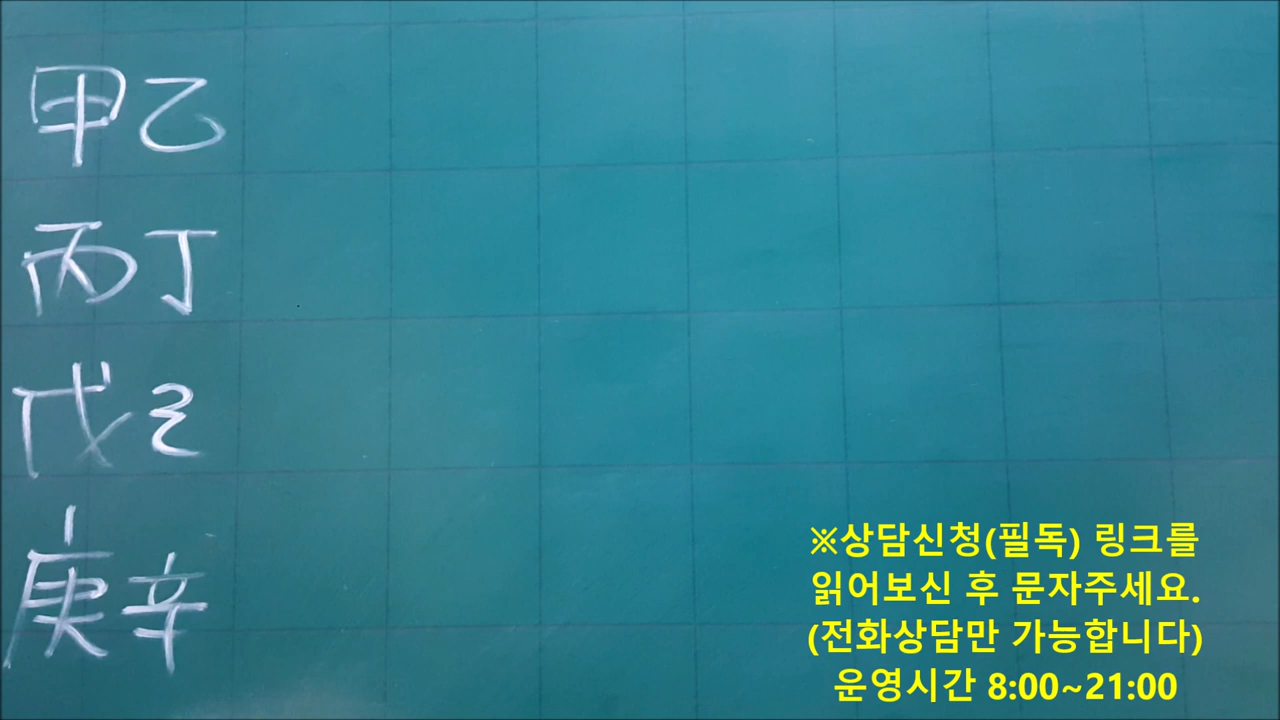 甲乙
丙丁
戊己
庚辛
※상담신청(필독) 링크를
읽어보신 후 문자주세요.
(전화상담만 가능합니다)
운영시간 8:00~21:00